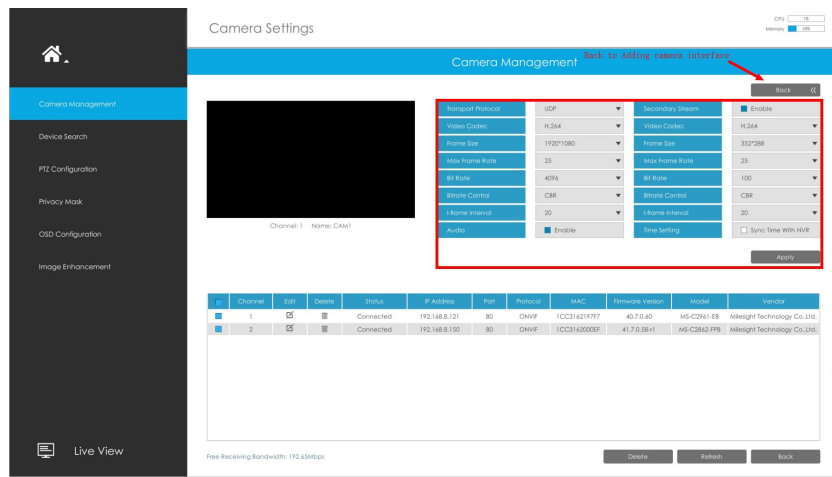 Camera Settings
CPU 1%
Memory 39%
Camera Management
Back to Adding camera interface
Back
Camera Management
Device Search
PTZ Configuration
Privacy Mask
OSD Configuration
Image Enhancement
Live View
Transport Protocol UDP Secondary Stream Enable
Video Codec H.264 Video Codec H.264
Frame Size 1920*1080 Frame Size 352*288
Max Frame Rate 25 Max Frame Rate 25
Bit Rate 4096 Bit Rate 100
Bitrate Control CBR Bitrate Control CBR
I-frame Interval 20 I-frame Interval 20
Audio Enable Time Setting Sync Time With NVR
Apply
Channel: 1 Name: CAM1
Channel Edit Delete Status IP Address Port Protocol MAC Firmware Version Model Vendor
1 Connected 192.168.8.121 80 ONVIF 1CC3162197F7 40.7.0.60 MS-C2961-EB Milesight Technology Co.,Ltd.
2 Connected 192.168.8.150 80 ONVIF 1CC3162000EF 41.7.0.58-r1 MS-C2862-FPB Milesight Technology Co.,Ltd.
Free Receiving Bandwidth: 192.65Mbps
Delete Refresh Back